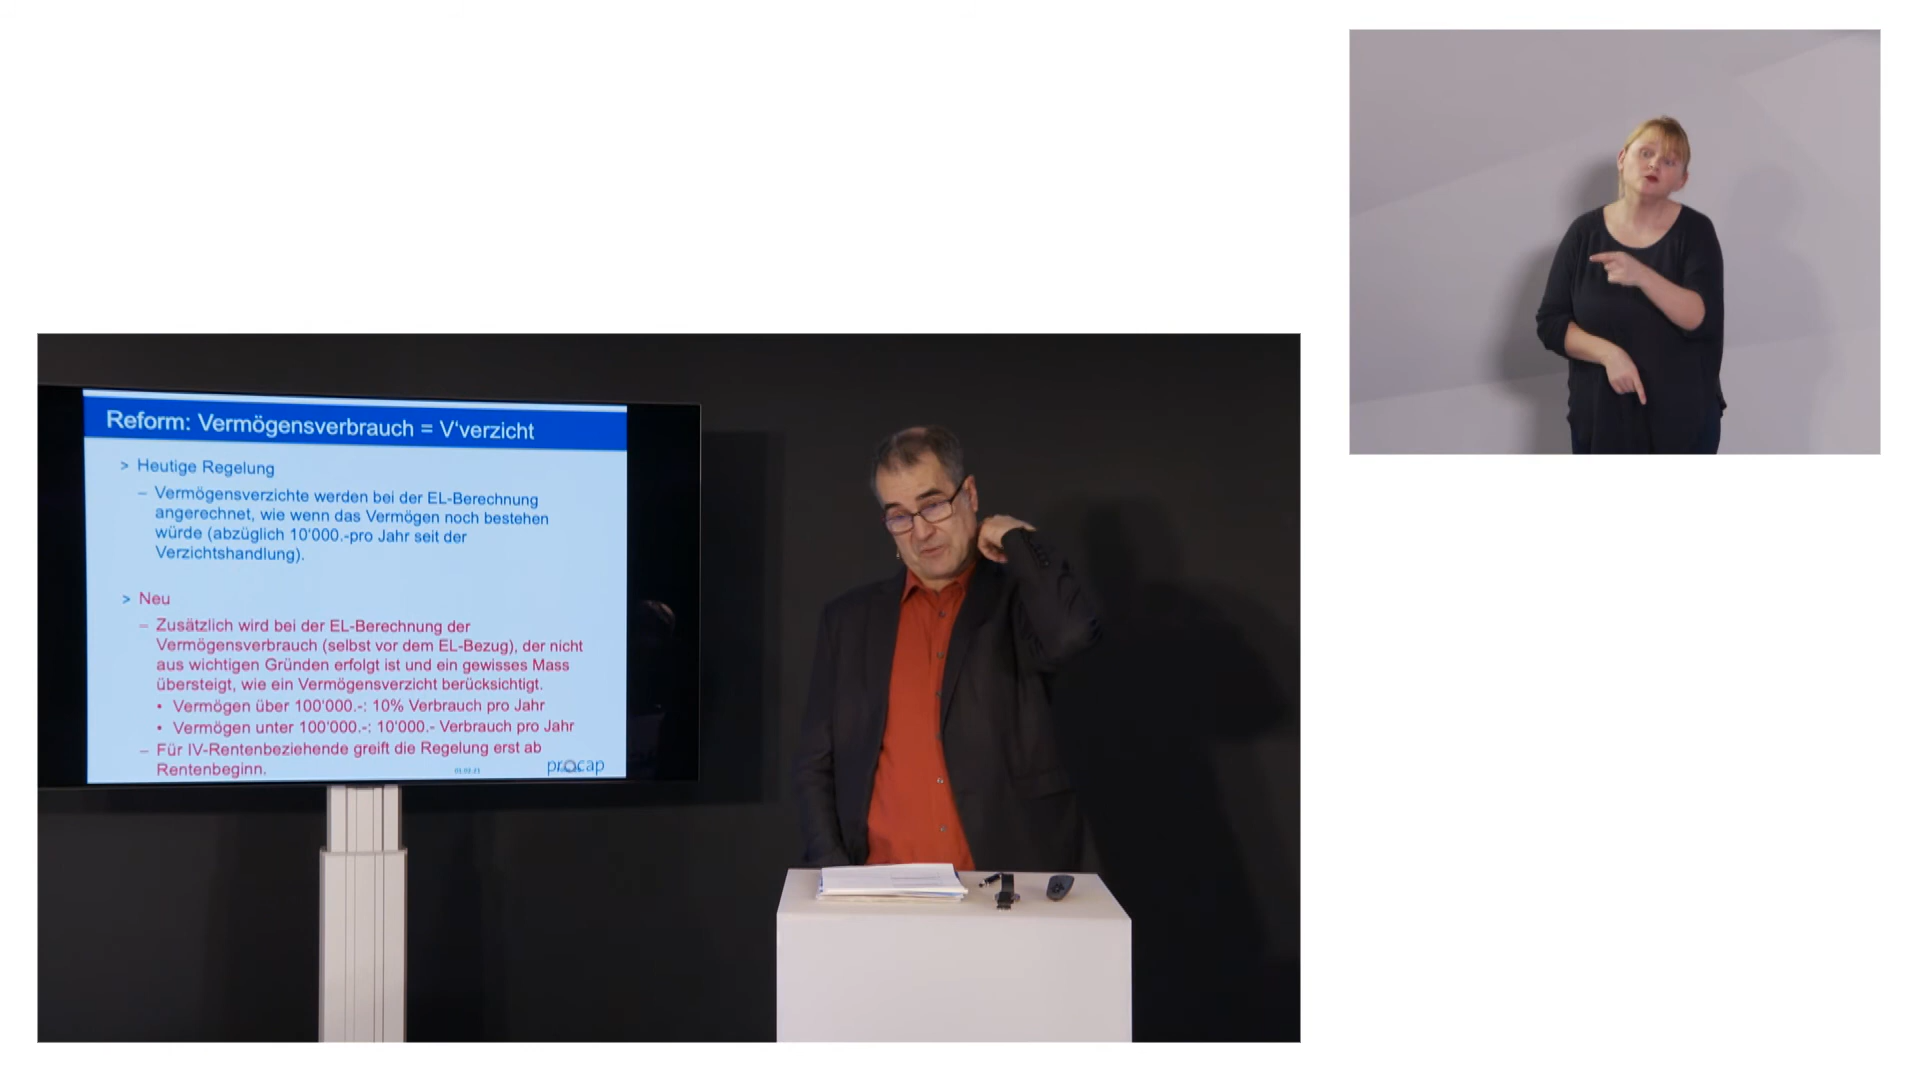 Reform: Vermögensverbrauch = V'verzicht
> Heutige Regelung
– Vermögensverzichte werden bei der EL-Berechnung
angerechnet, wie wenn das Vermögen noch bestehen
würde (abzüglich 10'000.-pro Jahr seit der
Verzichtshandlung).
> Neu
– Zusätzlich wird bei der EL-Berechnung der
Vermögensverbrauch (selbst vor dem EL-Bezug), der nicht
aus wichtigen Gründen erfolgt ist und ein gewisses Mass
übersteigt, wie ein Vermögensverzicht berücksichtigt.
• Vermögen über 100'000.-: 10% Verbrauch pro Jahr
• Vermögen unter 100'000.-: 10'000.- Verbrauch pro Jahr
– Für IV-Rentenbeziehende greift die Regelung erst ab
Rentenbeginn.
procap